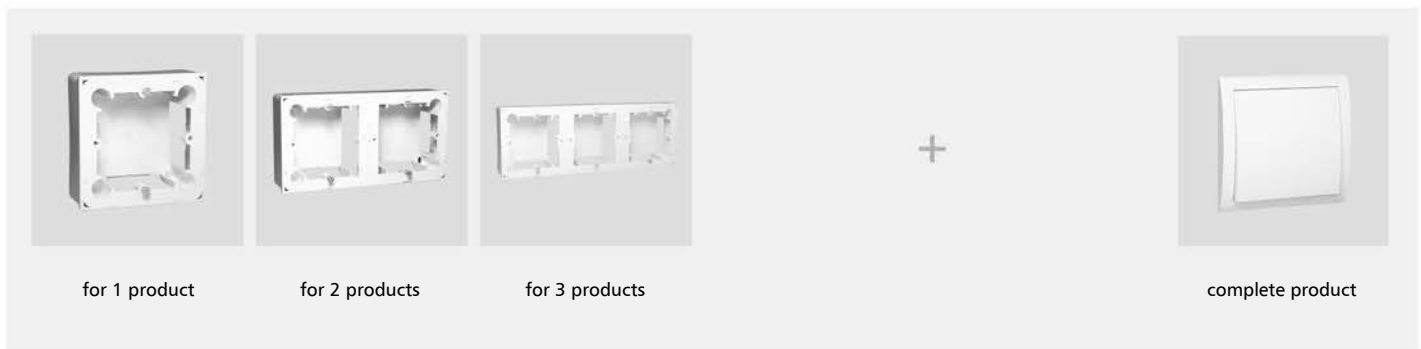 for 1 product
for 2 products
for 3 products
+
complete product